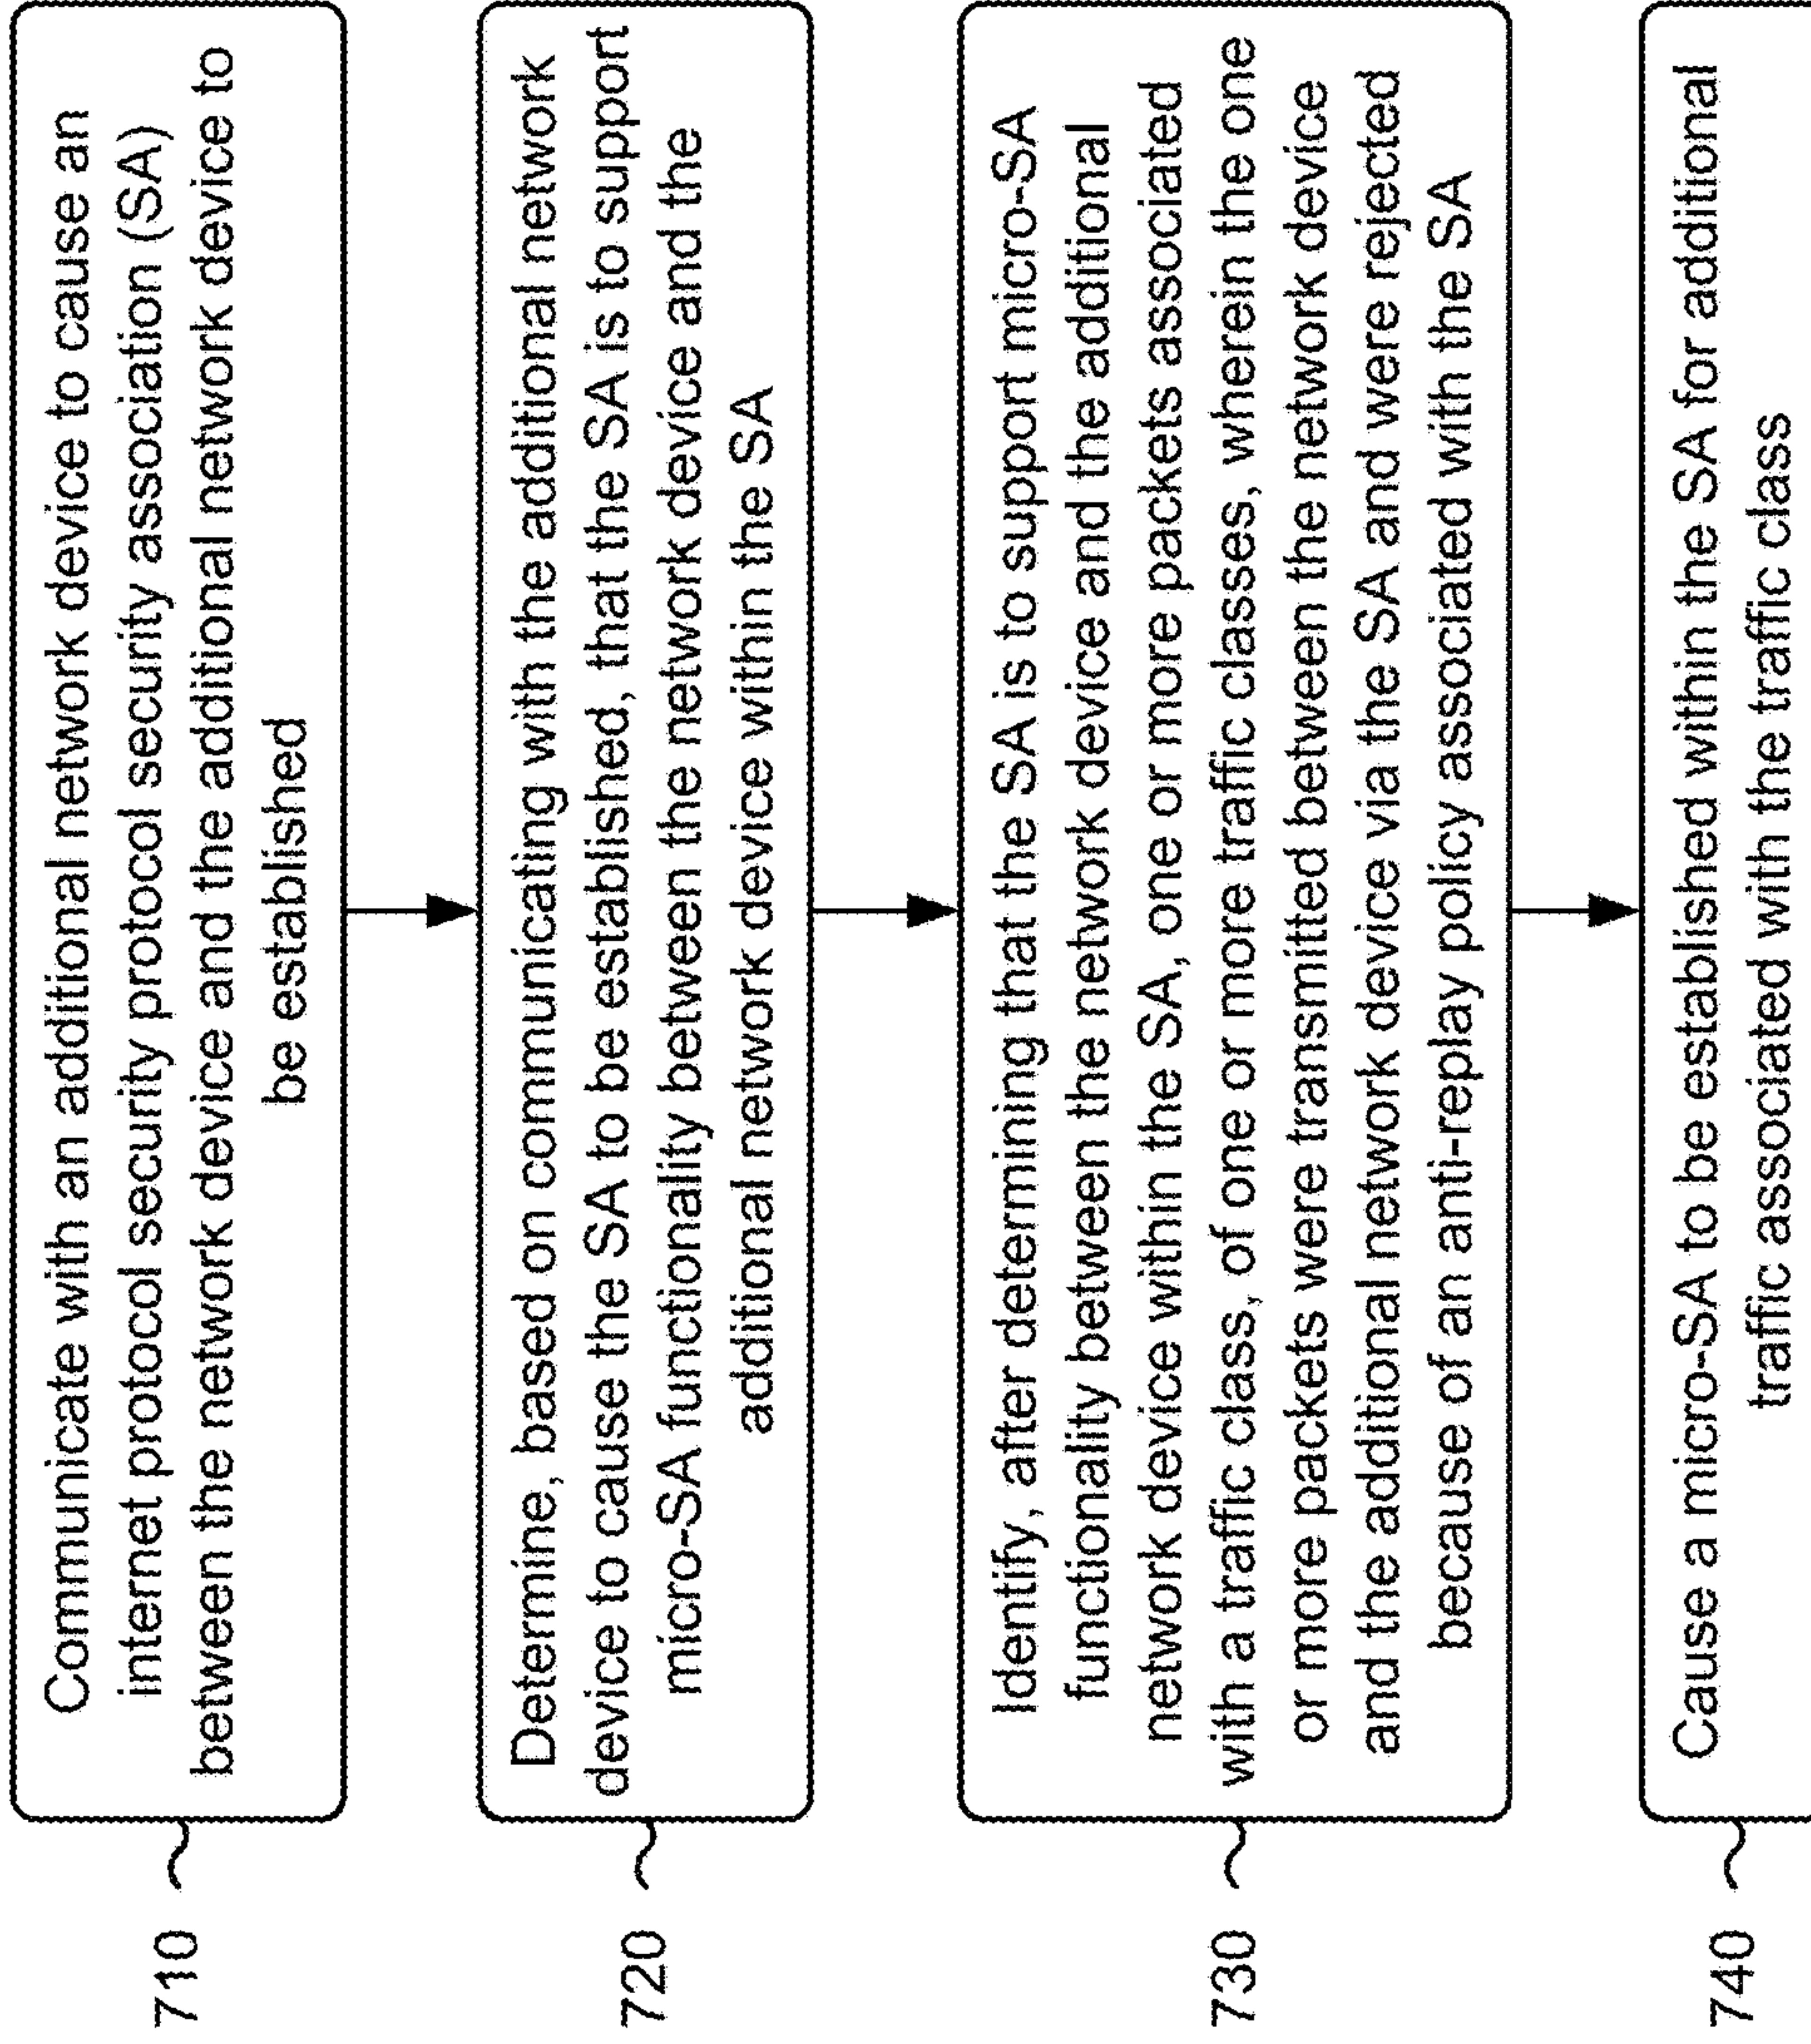 710
Communicate with an additional network device to cause an
internet protocol security protocol security association (SA)
between the network device and the additional network device to
be established
720
Determine, based on communicating with the additional network
device to cause the SA to be established, that the SA is to support
micro-SA functionality between the network device and the
additional network device within the SA
730
Identify, after determining that the SA is to support micro-SA
functionality between the network device and the additional
network device within the SA, one or more packets associated
with a traffic class, of one or more traffic classes, wherein the one
or more packets were transmitted between the network device
and the additional network device via the SA and were rejected
because of an anti-replay policy associated with the SA
740
Cause a micro-SA to be established within the SA for additional
traffic associated with the traffic class